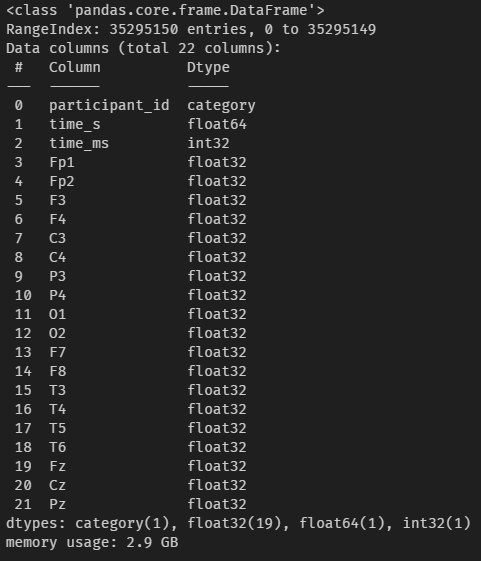 <class 'pandas.core.frame.DataFrame'>
RangeIndex: 35295150 entries, 0 to 35295149
Data columns (total 22 columns):
 #   Column          Dtype
---  ------          -----
 0   participant_id  category
 1   time_s          float64
 2   time_ms         int32
 3   Fp1             float32
 4   Fp2             float32
 5   F3              float32
 6   F4              float32
 7   C3              float32
 8   C4              float32
 9   P3              float32
 10  P4              float32
 11  O1              float32
 12  O2              float32
 13  F7              float32
 14  F8              float32
 15  T3              float32
 16  T4              float32
 17  T5              float32
 18  T6              float32
 19  Fz              float32
 20  Cz              float32
 21  Pz              float32
dtypes: category(1), float32(19), float64(1), int32(1)
memory usage: 2.9 GB